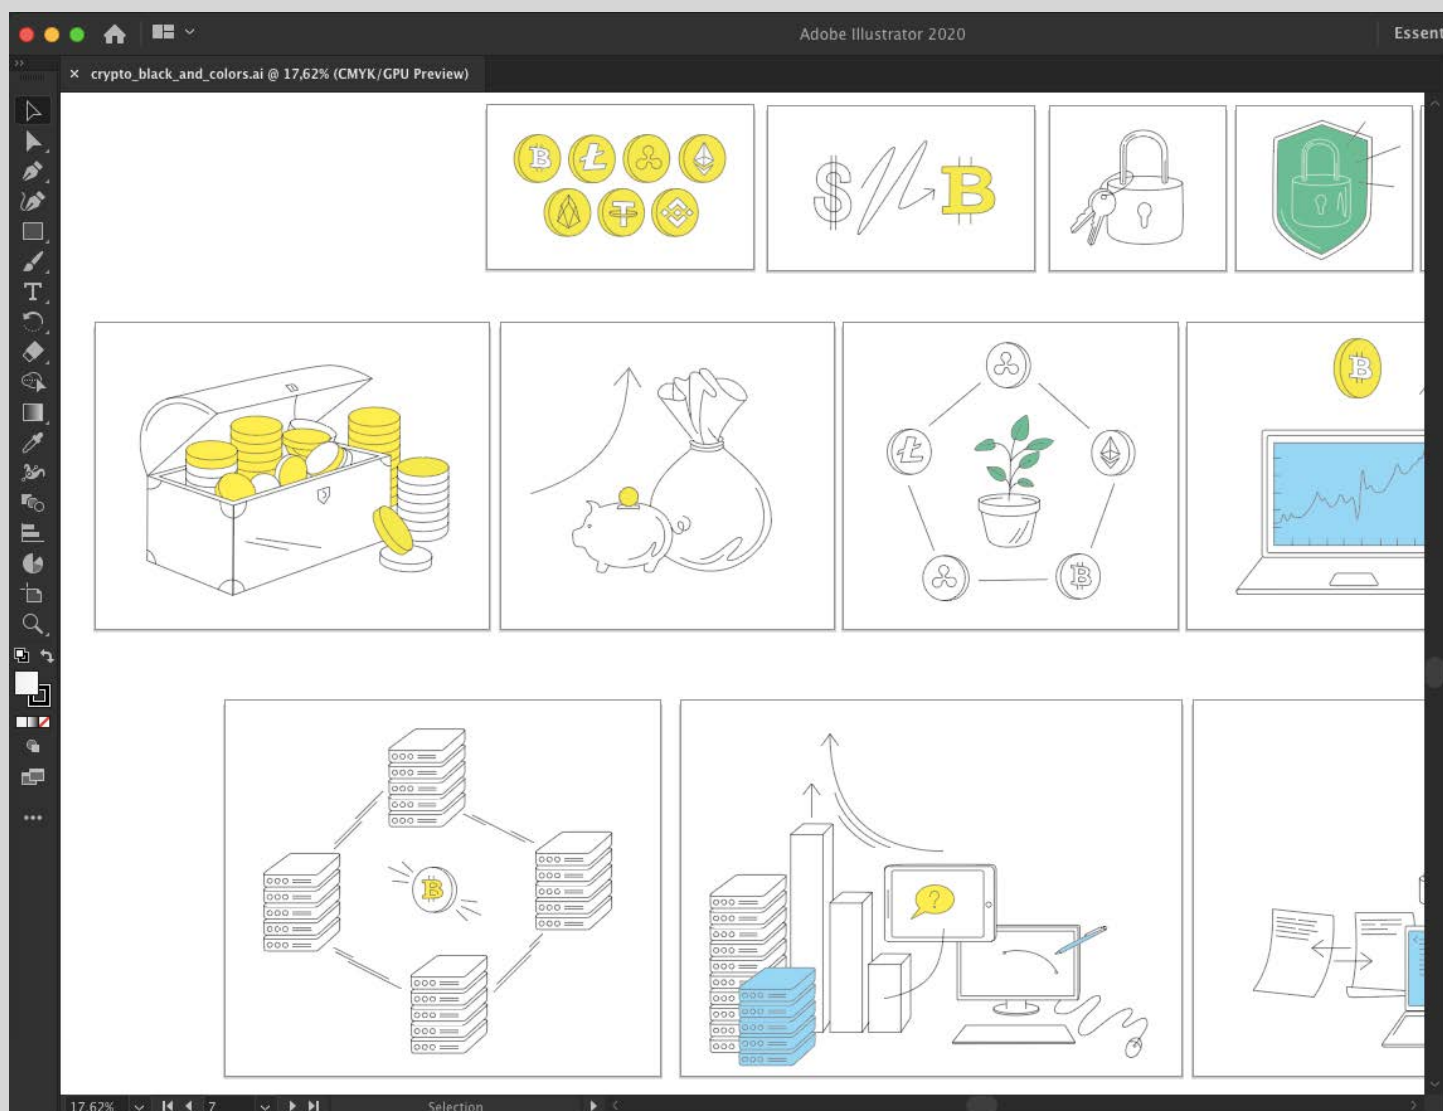 Adobe Illustrator 2020
Essent
× crypto_black_and_colors.ai @ 17,62% (CMYK/GPU Preview)
$ B
?
17,62%
7
Selection